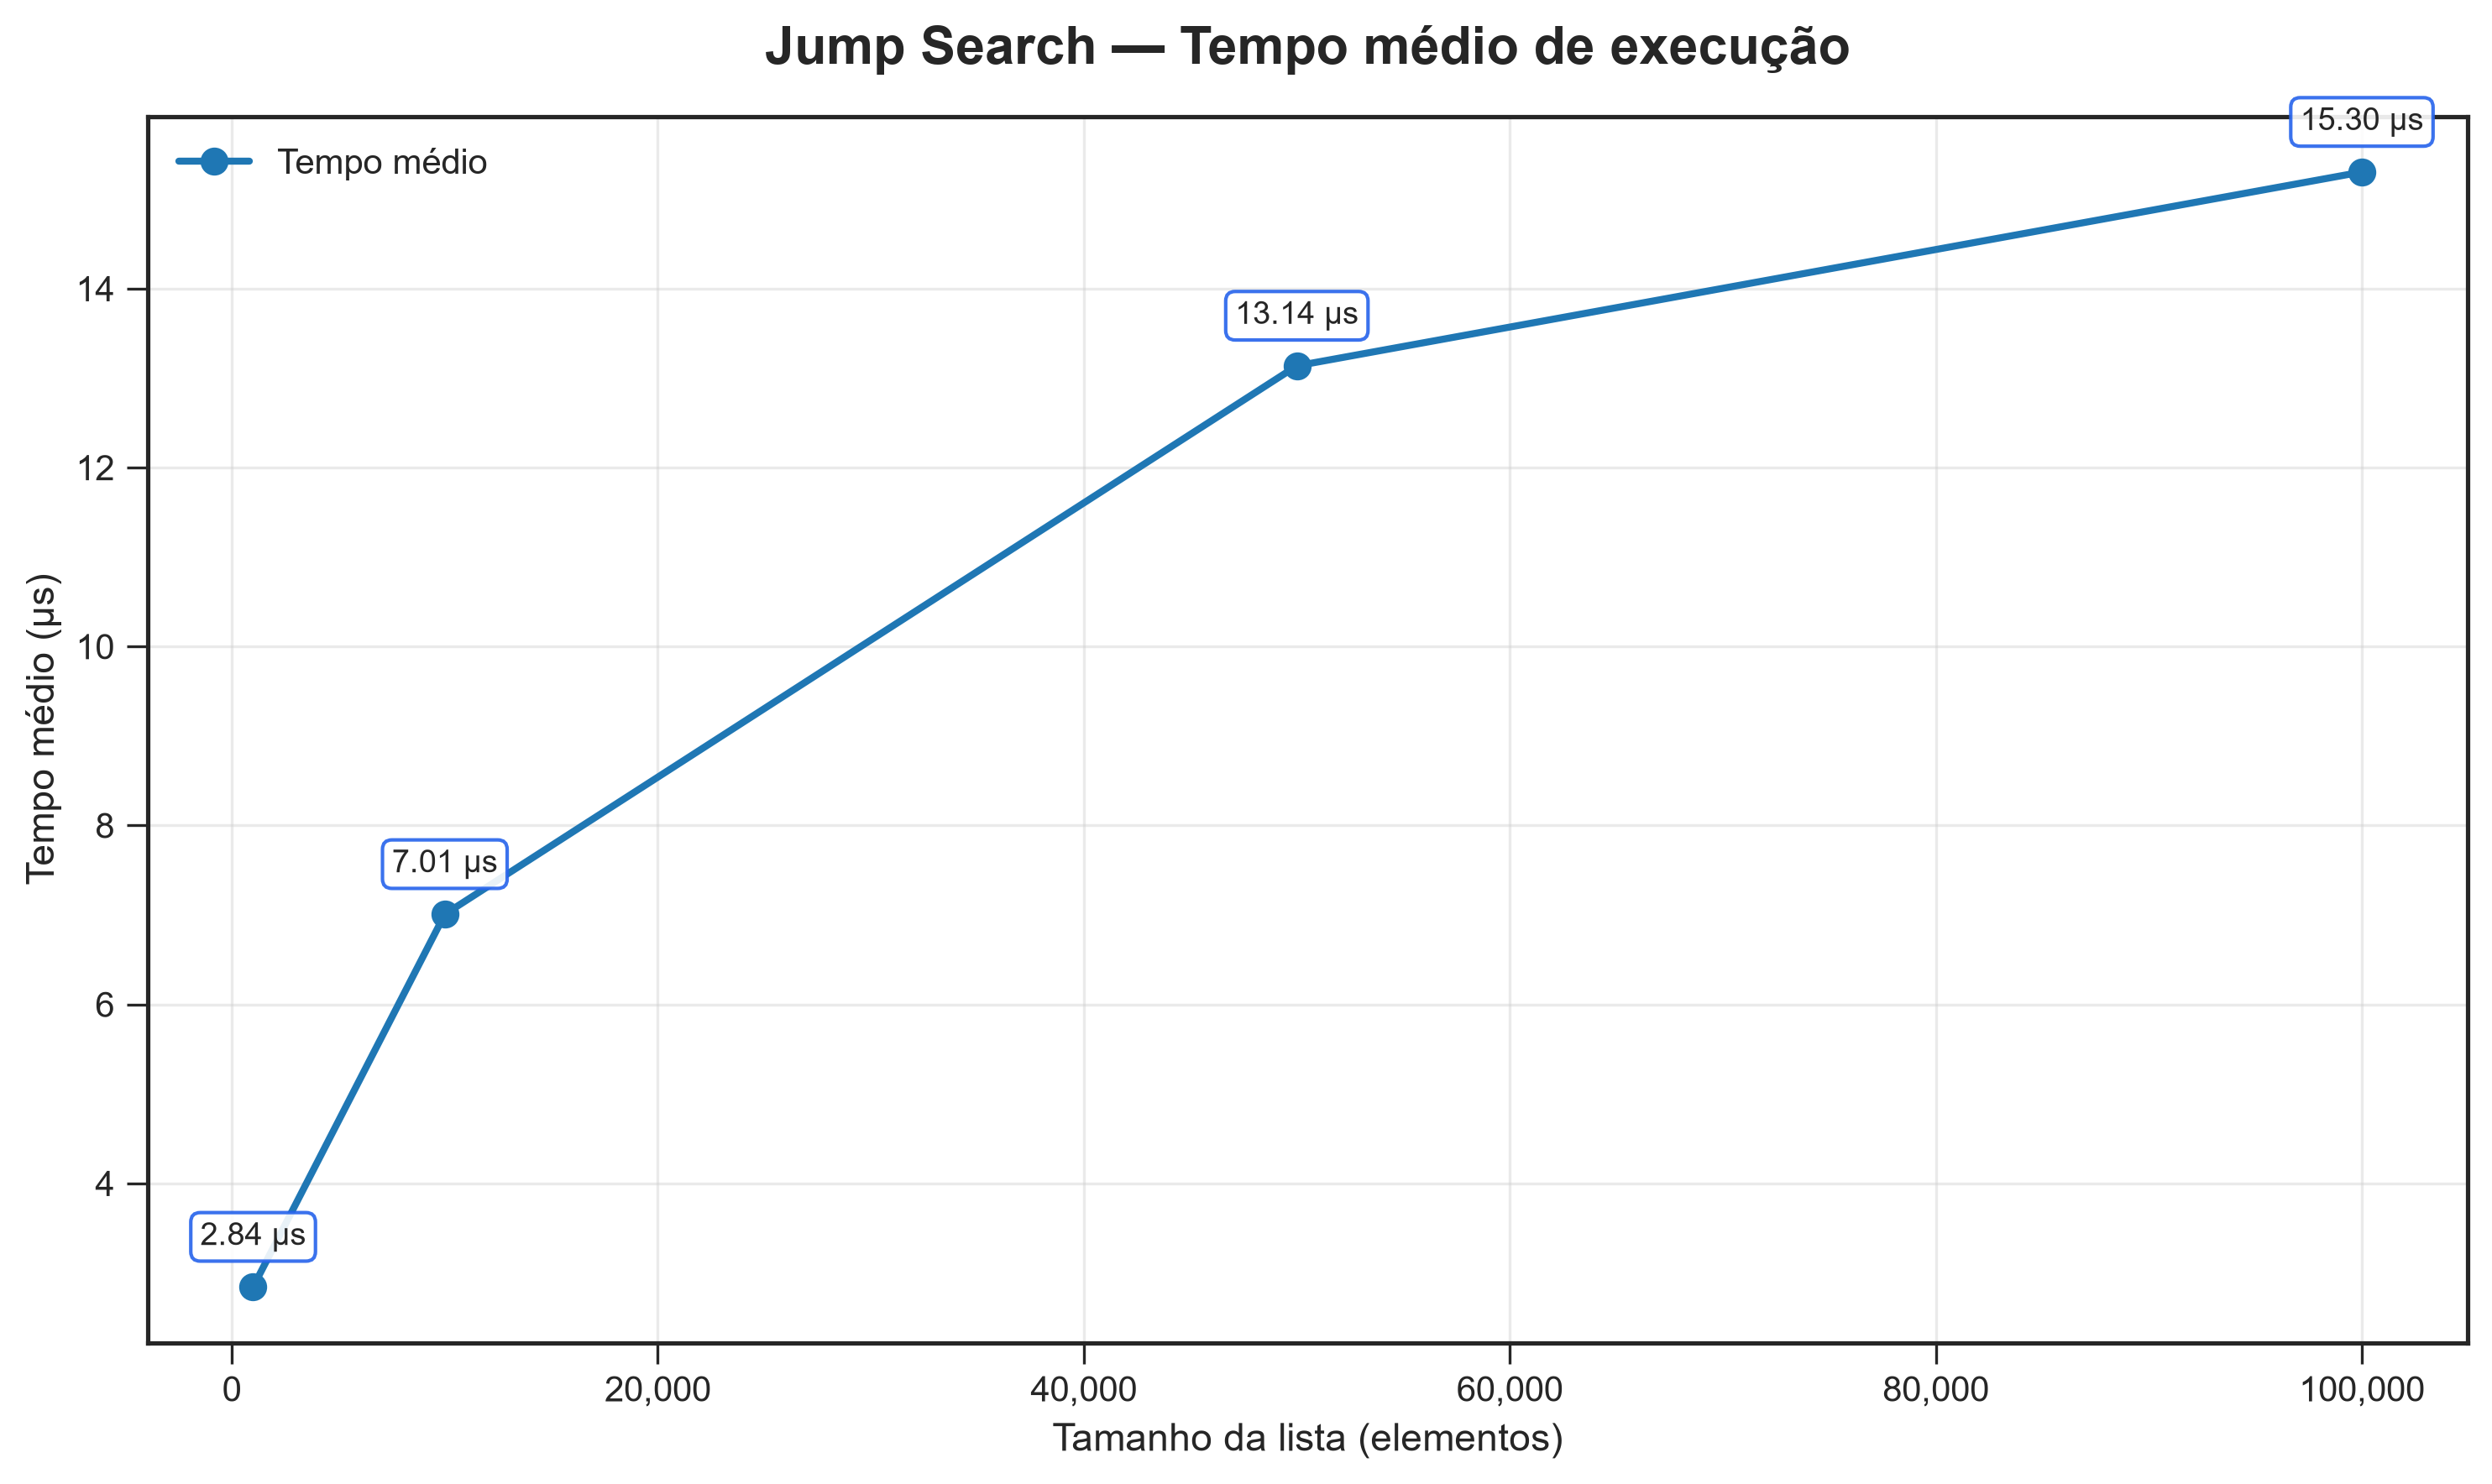 Jump Search — Tempo médio de execução
15.30 µs
Tempo médio
14
13.14 µs
12
Tempo médio (µs)
10
8
7.01 µs
6
4
2.84 µs
0
20,000
40,000
60,000
80,000
100,000
Tamanho da lista (elementos)